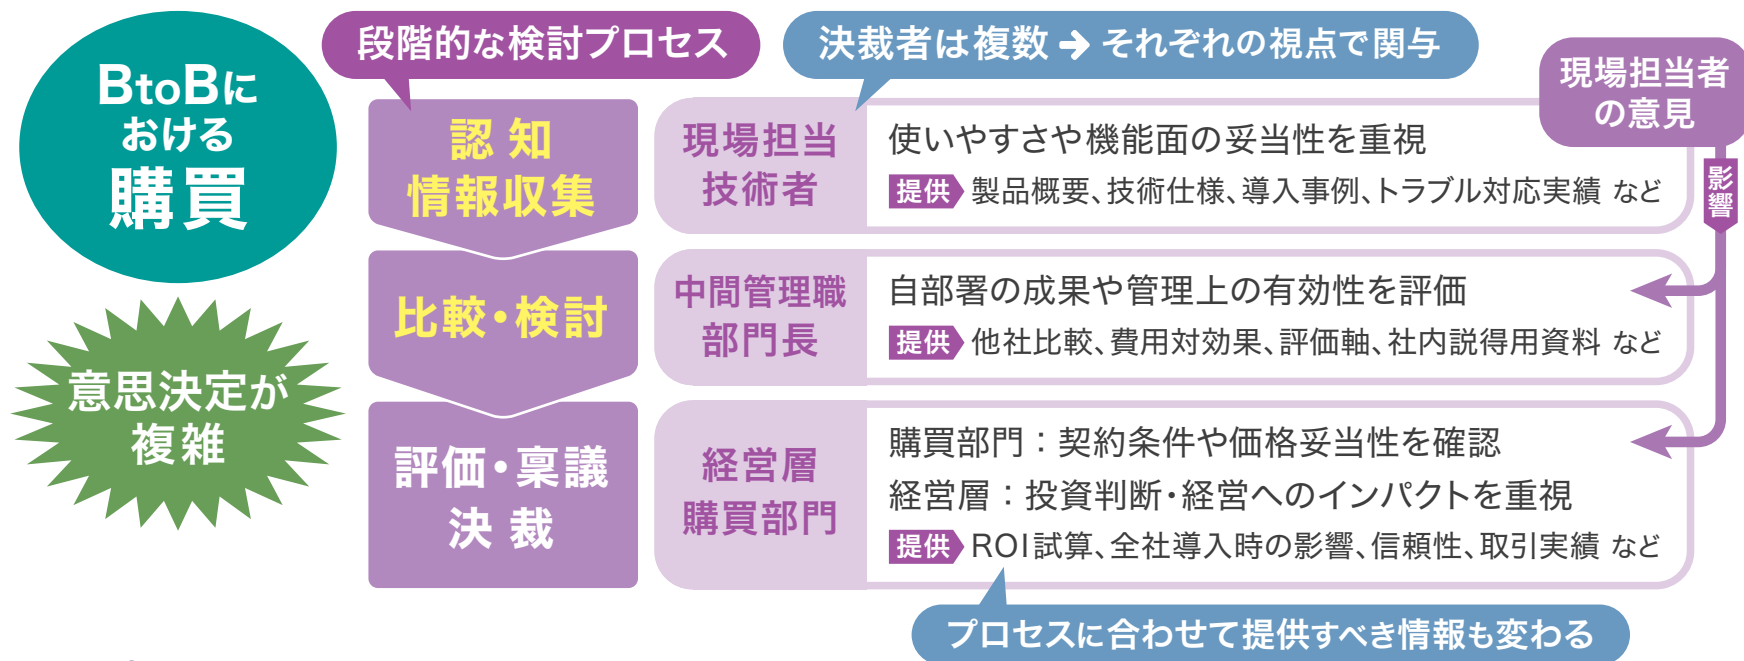 BtoBに
おける
購買
意思決定が
複雑
段階的な検討プロセス
決裁者は複数➔それぞれの視点で関与
認知
情報収集
現場担当
技術者
使いやすさや機能面の妥当性を重視
提供 製品概要、技術仕様、導入事例、トラブル対応実績 など
現場担当者
の意見
影響
比較・検討
中間管理職
部門長
自部署の成果や管理上の有効性を評価
提供 他社比較、費用対効果、評価軸、社内説得用資料 など
評価・稟議
決裁
経営層
購買部門
購買部門：契約条件や価格妥当性を確認
経営層：投資判断・経営へのインパクトを重視
提供 ROI試算、全社導入時の影響、信頼性、取引実績 など
プロセスに合わせて提供すべき情報も変わる